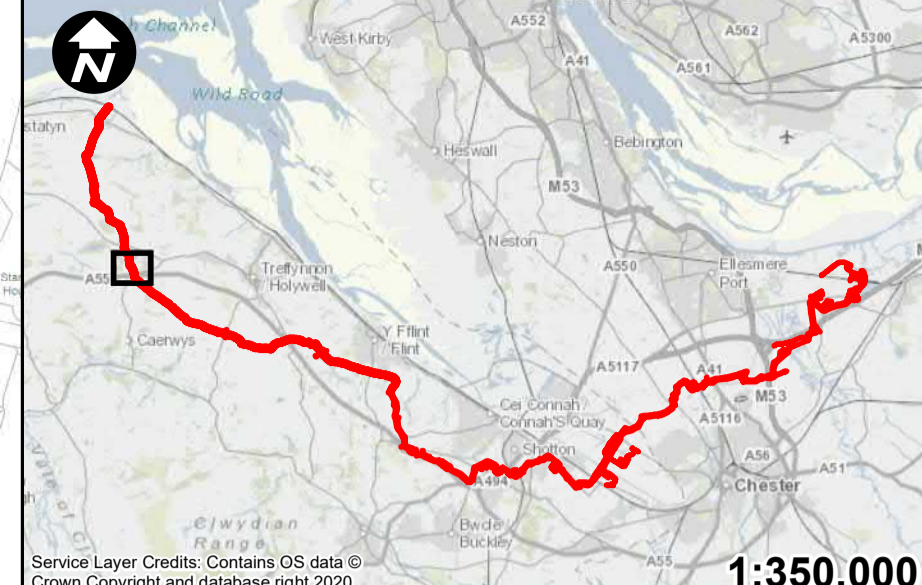 N
h Channel
West Kirby
A552
A41
A562
A5300
A561
Wild Road
statyn
Heswall
Bebington
M53
Neston
A550
Ellesmere
Port
A55
Treffynnon
/Holywell
Caerwys
Y Fflint
/Flint
A5117
A41
M53
A5116
Cei Connah/
Connah'S Quay
Shotton
A494
A56
A51
Chester
Clwydian
Range
Bwcle/
Buckley
A55
Service Layer Credits: Contains OS data ©
Crown Copyright and database right 2020
1:350,000